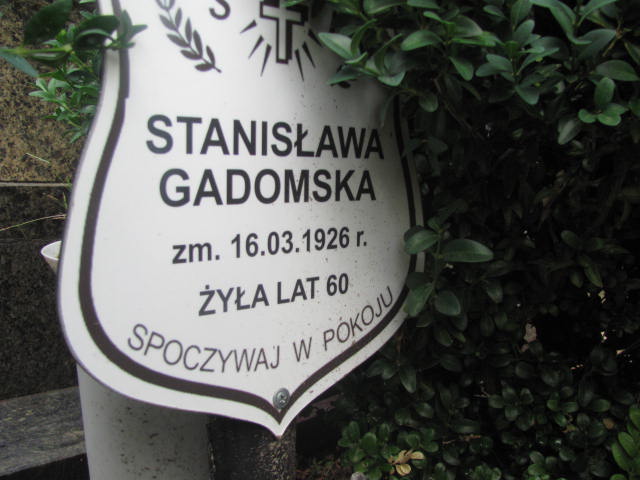 S
STANISŁAWA
GADOMSKA
zm. 16.03.1926 r.
ŻYŁA LAT 60
SPOCZYWAJ W POKOJU